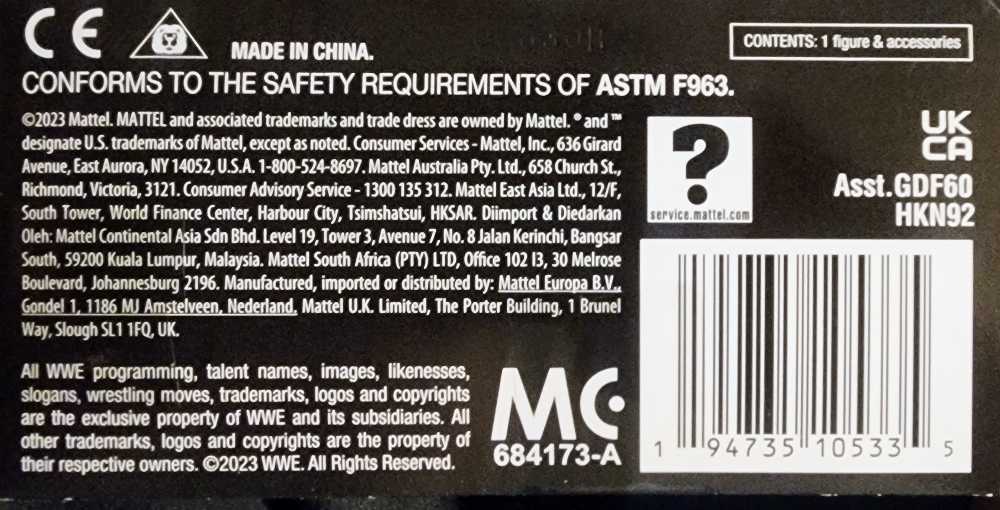 CE
MADE IN CHINA.
CONTENTS: 1 figure & accessories
CONFORMS TO THE SAFETY REQUIREMENTS OF ASTM F963.
©2023 Mattel. MATTEL and associated trademarks and trade dress are owned by Mattel. ® and ™
designate U.S. trademarks of Mattel, except as noted. Consumer Services - Mattel, Inc., 636 Girard
Avenue, East Aurora, NY 14052, U.S.A. 1-800-524-8697. Mattel Australia Pty. Ltd., 658 Church St.,
Richmond, Victoria, 3121. Consumer Advisory Service - 1300 135 312. Mattel East Asia Ltd., 12/F,
South Tower, World Finance Center, Harbour City, Tsimshatsui, HKSAR. Diimport & Diedarkan
Oleh: Mattel Continental Asia Sdn Bhd. Level 19, Tower 3, Avenue 7, No. 8 Jalan Kerinchi, Bangsar
South, 59200 Kuala Lumpur, Malaysia. Mattel South Africa (PTY) LTD, Office 102 I3, 30 Melrose
Boulevard, Johannesburg 2196. Manufactured, imported or distributed by: Mattel Europa B.V.,
Gondel 1, 1186 MJ Amstelveen, Nederland. Mattel U.K. Limited, The Porter Building, 1 Brunel
Way, Slough SL1 1FQ, UK.
?
service.mattel.com
UK
CA
Asst.GDF60
HKN92
All WWE programming, talent names, images, likenesses,
slogans, wrestling moves, trademarks, logos and copyrights
are the exclusive property of WWE and its subsidiaries. All
other trademarks, logos and copyrights are the property of
their respective owners. ©2023 WWE. All Rights Reserved.
MC
684173-A
1 94735 10533 5